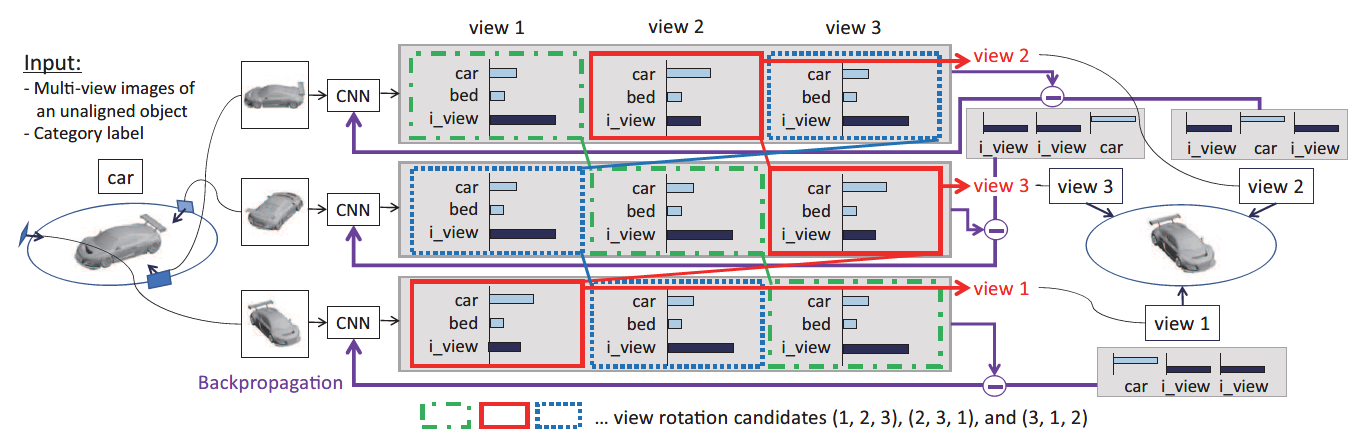 view 1 view 2 view 3
Input:
- Multi-view images of
an unaligned object
- Category label
car
CNN
car
bed
i_view
car
bed
i_view
car
bed
i_view
view 2
i_view i_view car
i_view car i_view
CNN
car
bed
i_view
car
bed
i_view
car
bed
i_view
view 3
view 3
view 2
CNN
car
bed
i_view
car
bed
i_view
car
bed
i_view
view 1
view 1
car i_view i_view
Backpropagation
... view rotation candidates (1, 2, 3), (2, 3, 1), and (3, 1, 2)